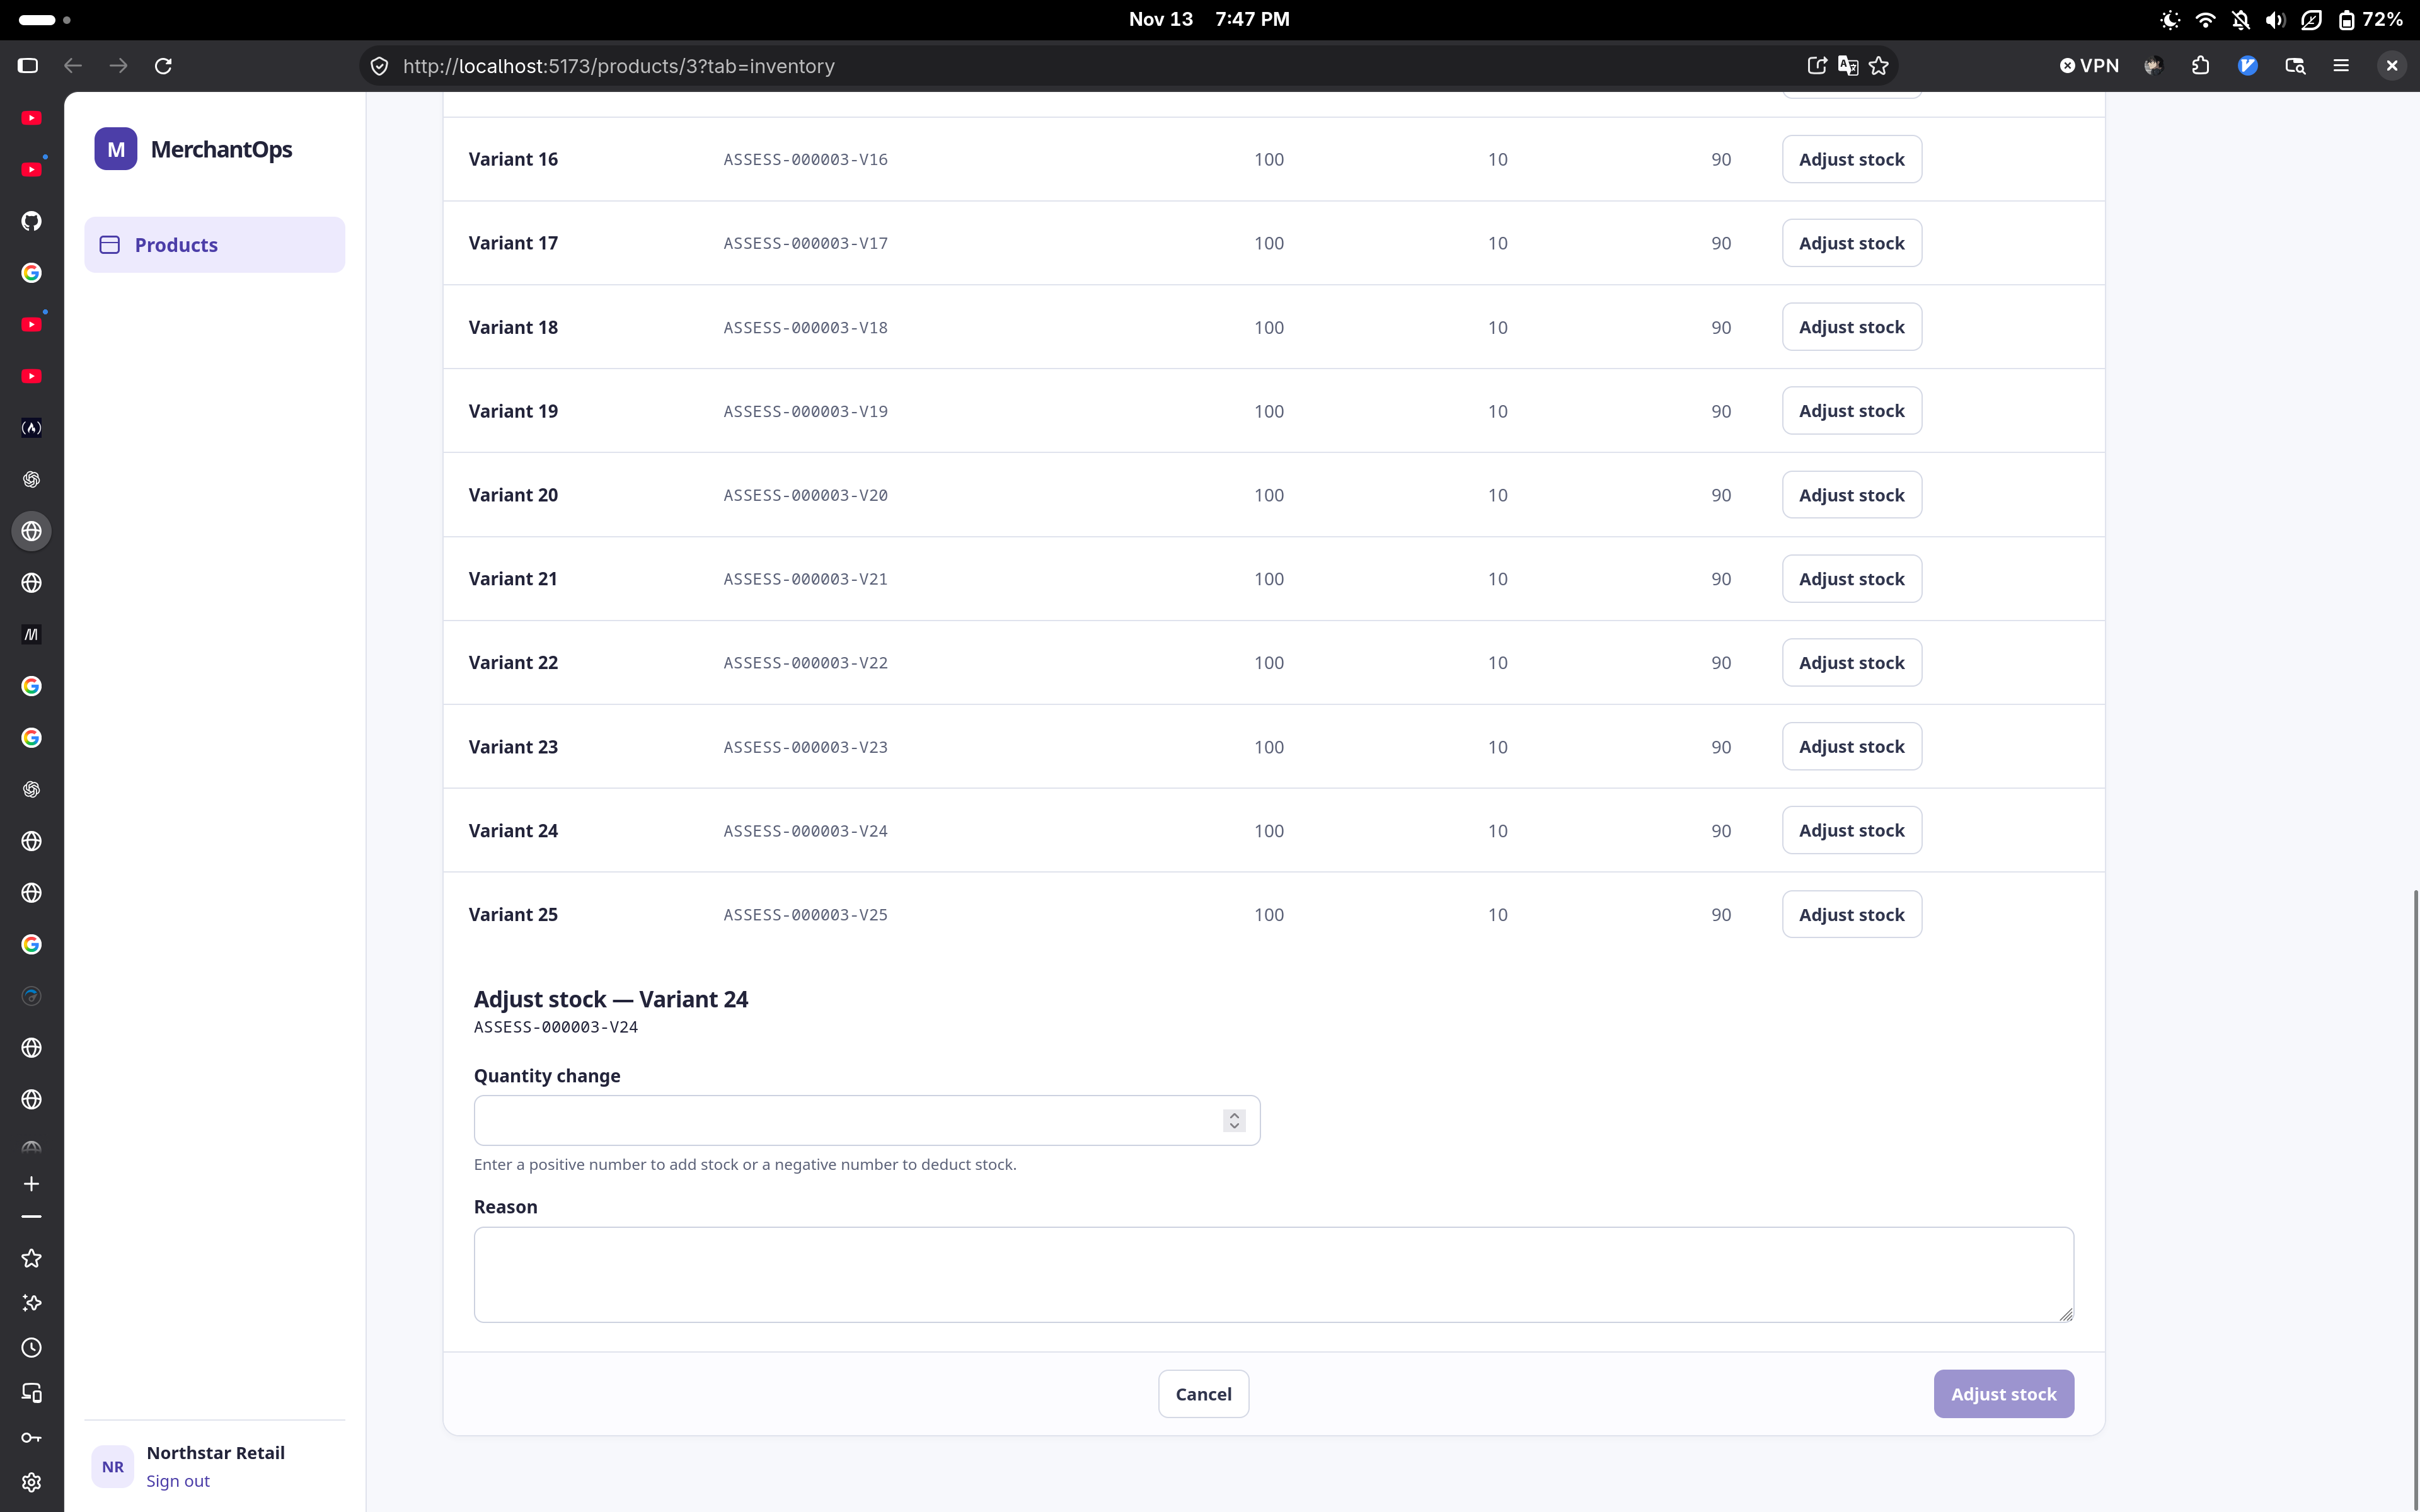 Nov 13 7:47 PM
72%
http://localhost:5173/products/3?tab=inventory
VPN
M MerchantOps
Products
Variant 16 ASSESS-000003-V16 100 10 90 Adjust stock
Variant 17 ASSESS-000003-V17 100 10 90 Adjust stock
Variant 18 ASSESS-000003-V18 100 10 90 Adjust stock
Variant 19 ASSESS-000003-V19 100 10 90 Adjust stock
Variant 20 ASSESS-000003-V20 100 10 90 Adjust stock
Variant 21 ASSESS-000003-V21 100 10 90 Adjust stock
Variant 22 ASSESS-000003-V22 100 10 90 Adjust stock
Variant 23 ASSESS-000003-V23 100 10 90 Adjust stock
Variant 24 ASSESS-000003-V24 100 10 90 Adjust stock
Variant 25 ASSESS-000003-V25 100 10 90 Adjust stock
Adjust stock — Variant 24
ASSESS-000003-V24
Quantity change
Enter a positive number to add stock or a negative number to deduct stock.
Reason
Cancel Adjust stock
NR Northstar Retail
Sign out